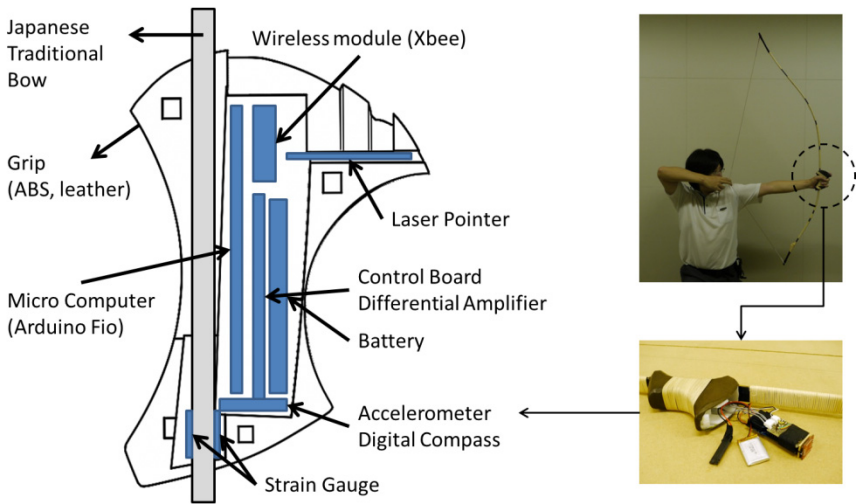 Japanese
Traditional
Bow
Wireless module (Xbee)
Grip
(ABS, leather)
Laser Pointer
Micro Computer
(Arduino Fio)
Control Board
Differential Amplifier
Battery
Accelerometer
Digital Compass
Strain Gauge